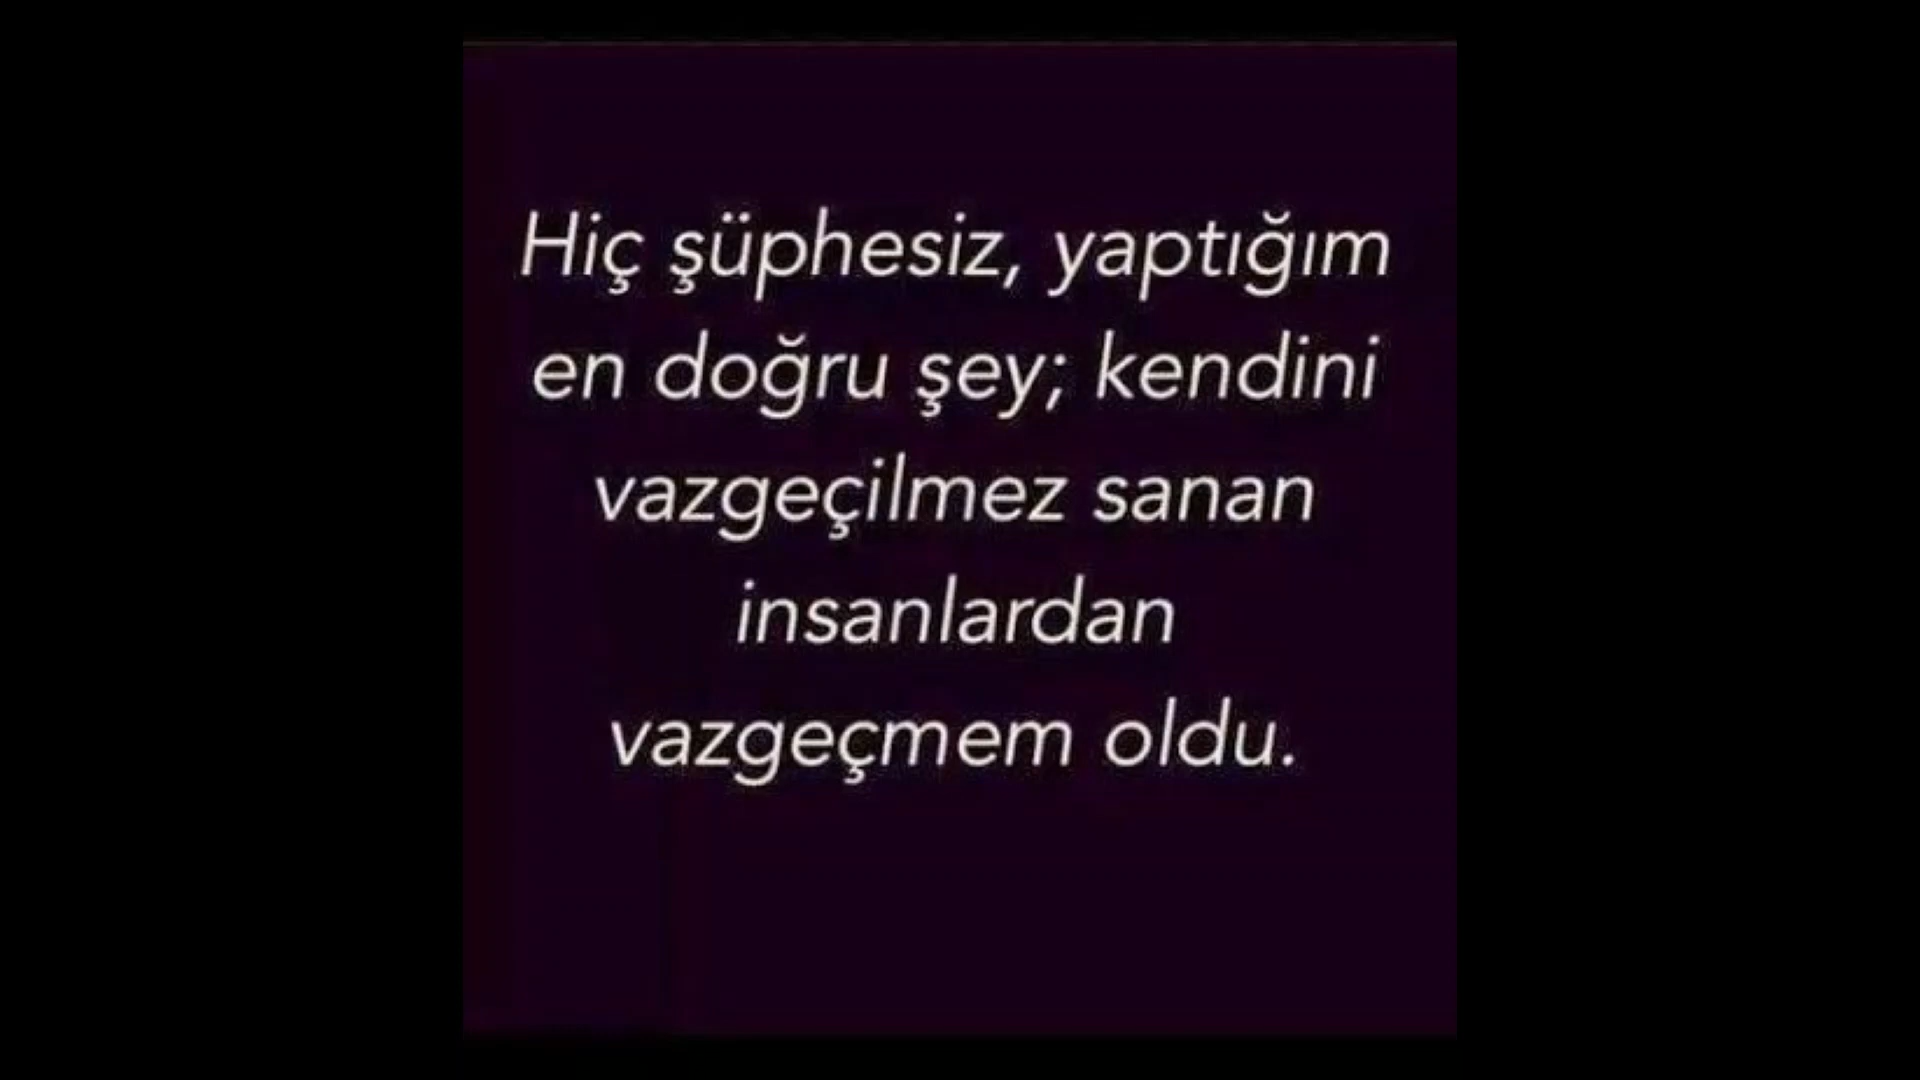 Hiç şüphesiz, yaptığım
en doğru şey; kendini
vazgeçilmez sanan
insanlardan
vazgeçmem oldu.